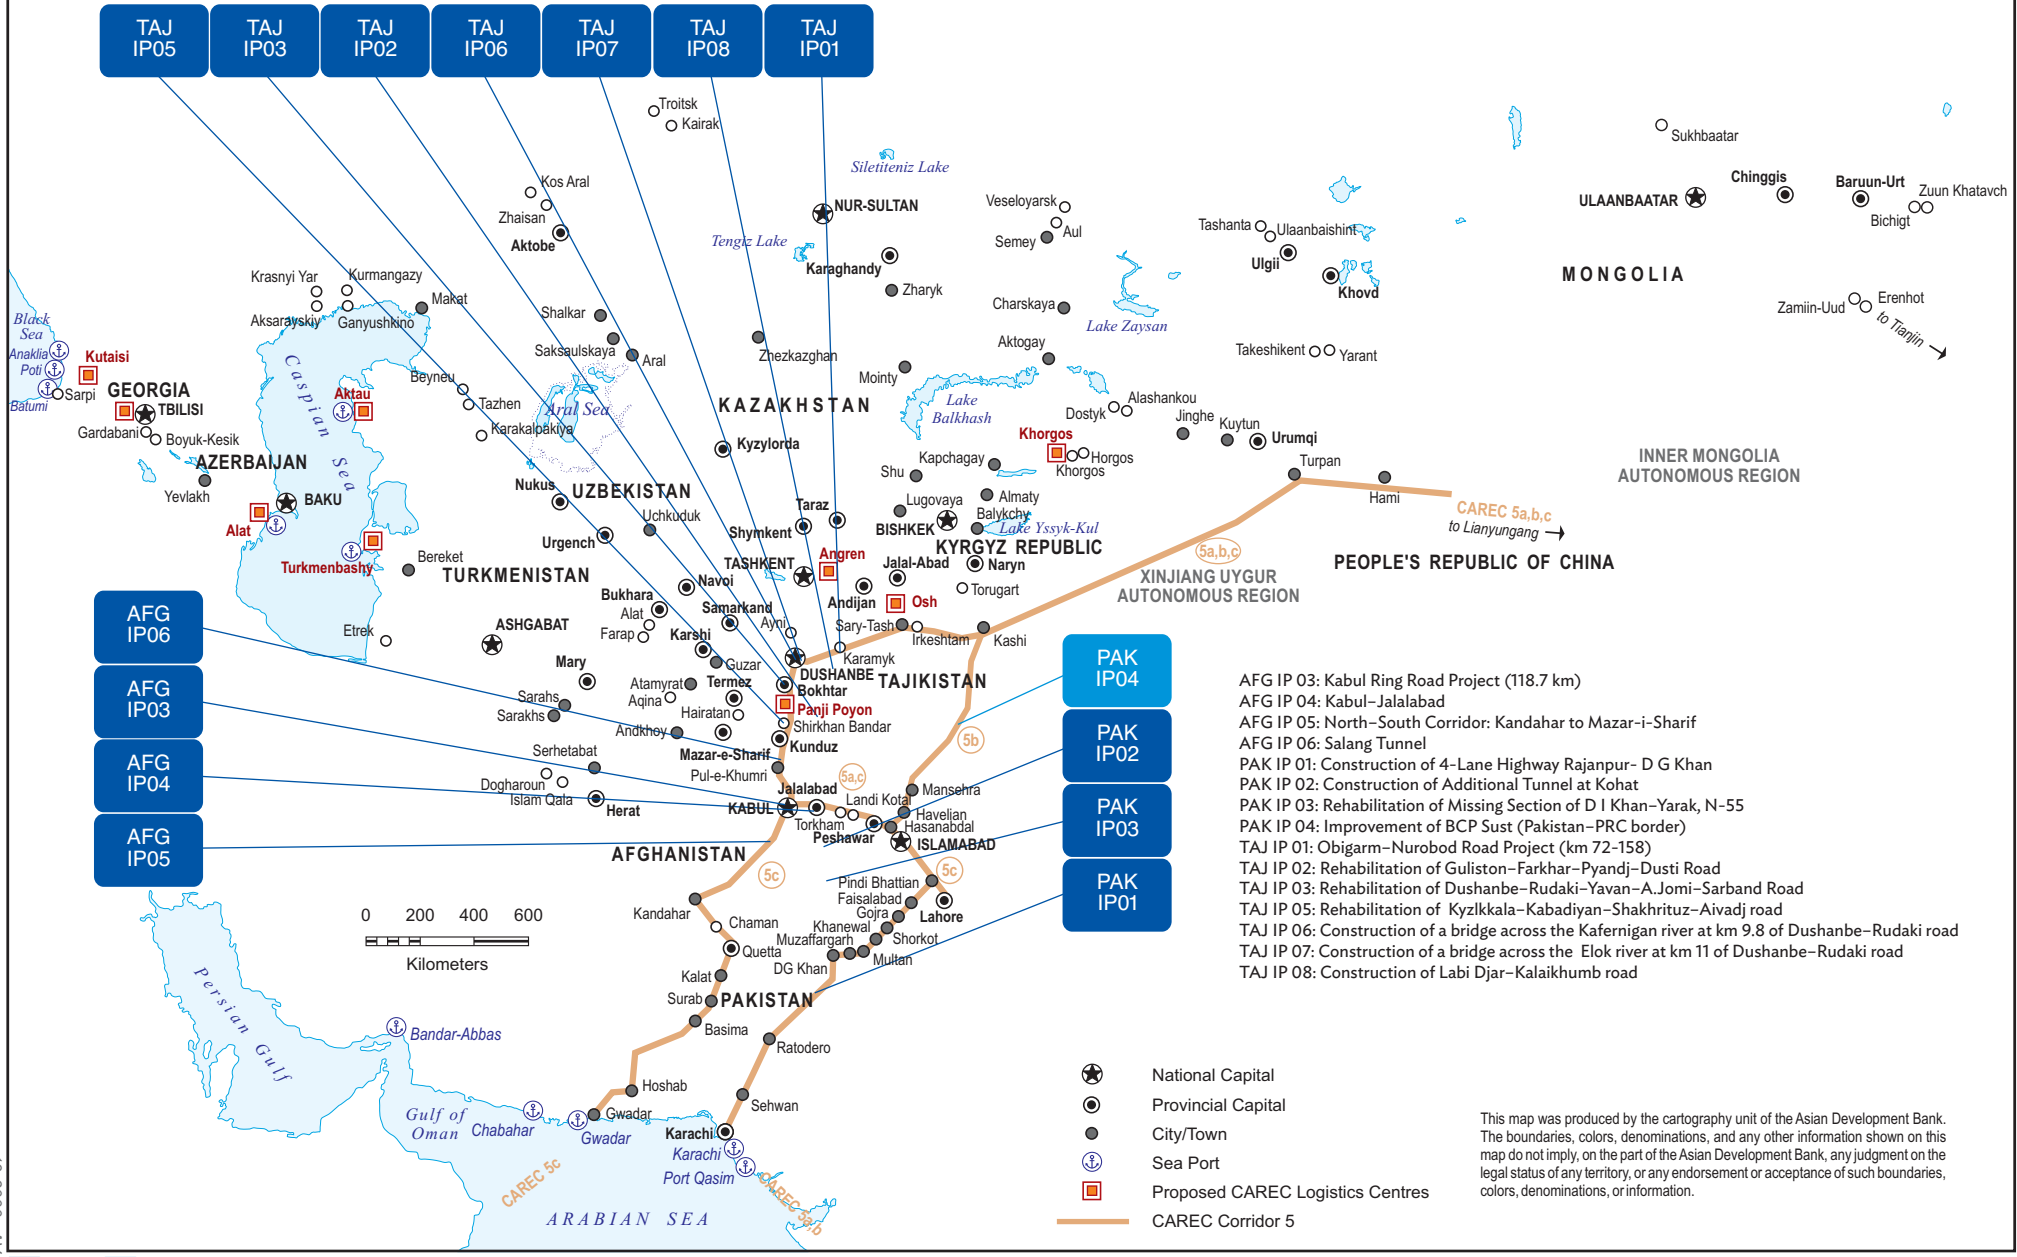 TAJ
IP05
TAJ
IP03
TAJ
IP02
TAJ
IP06
TAJ
IP07
TAJ
IP08
TAJ
IP01
Troitsk
Kairak
Siletiteniz Lake
Sukhbaatar
Kos Aral
Zhaisan
Aktobe
NUR-SULTAN
Tengiz Lake
Karaghandy
Zharyk
Veseloyarsk
Aul
Semey
Charskaya
Lake Zaysan
Aktogay
Tashanta
Ulaanbaishint
Ulgii
Khovd
ULAANBAATAR
Chinggis
Baruun-Urt
Zuun Khatavch
Bichigt
MONGOLIA
Zamiin-Uud
Erenhot
to Tianjin
Takeshikent
Yarant
Krasnyi Yar
Kurmangazy
Makat
Aksarayskiy
Ganyushkino
Black
Sea
Anaklia
Poti
Batumi
Kutaisi
Sarpi
GEORGIA
TBILISI
Gardabani
Boyuk-Kesik
AZERBAIJAN
Yevlakh
BAKU
Alat
Caspian Sea
Aktau
Turkmenbashy
Beyneu
Tazhen
Karakalpakiya
Shalkar
Saksaulskaya
Aral
Aral Sea
Zhezkazghan
Mointy
KAZAKHSTAN
Kyzylorda
Lake
Balkhash
Dostyk
Alashankou
Jinghe
Kuytun
Urumqi
Turpan
Hami
Khorgos
Horgos
Khorgos
Kapchagay
Shu
Lugovaya
Almaty
Balykchy
BISHKEK
Lake Yssyk-Kul
KYRGYZ REPUBLIC
Naryn
Torugart
INNER MONGOLIA
AUTONOMOUS REGION
CAREC 5a,b,c
to Lianyungang
5a,b,c
PEOPLE'S REPUBLIC OF CHINA
XINJIANG UYGUR
AUTONOMOUS REGION
Nukus
UZBEKISTAN
Uchkuduk
Urgench
Taraz
Shymkent
TASHKENT
Angren
Jalal-Abad
Andijan
Osh
Bereket
TURKMENISTAN
Navoi
Bukhara
Alat
Farap
Samarkand
Karshi
Ayni
Sary-Tash
Irkeshtam
Kashi
Karamyk
Etrek
ASHGABAT
Mary
Guzar
DUSHANBE
TAJIKISTAN
Atamyrat
Termez
Bokhtar
Aqina
Panji Poyon
Sarahs
Sarakhs
Hairatan
Shirkhan Bandar
Andkhoy
Kunduz
Mazar-e-Sharif
Serhetabat
Pul-e-Khumri
Dogharoun
Islam Qala
Herat
Jalalabad
KABUL
5a,c
5b
Landi Kotal
Mansehra
Havelian
Torkham
Hasanabdal
Peshawar
ISLAMABAD
AFGHANISTAN
5c
5c
Pindi Bhattian
Faisalabad
Lahore
Gojra
Khanewal
Shorkot
Muzaffargarh
Multan
DG Khan
Kandahar
Chaman
Quetta
Kalat
Surab
PAKISTAN
Basima
Ratodero
Hoshab
Sehwan
Gwadar
Gwadar
Karachi
Karachi
Port Qasim
Chabahar
Bandar-Abbas
Persian Gulf
Gulf of
Oman
ARABIAN SEA
CAREC 5c
CAREC 5a,b
AFG
IP06
AFG
IP03
AFG
IP04
AFG
IP05
PAK
IP04
PAK
IP02
PAK
IP03
PAK
IP01
0 200 400 600
Kilometers
AFG IP 03: Kabul Ring Road Project (118.7 km)
AFG IP 04: Kabul–Jalalabad
AFG IP 05: North–South Corridor: Kandahar to Mazar-i-Sharif
AFG IP 06: Salang Tunnel
PAK IP 01: Construction of 4-Lane Highway Rajanpur- D G Khan
PAK IP 02: Construction of Additional Tunnel at Kohat
PAK IP 03: Rehabilitation of Missing Section of D I Khan–Yarak, N-55
PAK IP 04: Improvement of BCP Sust (Pakistan–PRC border)
TAJ IP 01: Obigarm–Nurobod Road Project (km 72-158)
TAJ IP 02: Rehabilitation of Guliston–Farkhar–Pyandj–Dusti Road
TAJ IP 03: Rehabilitation of Dushanbe–Rudaki–Yavan–A.Jomi–Sarband Road
TAJ IP 05: Rehabilitation of Kyzlkkala–Kabadiyan–Shakhrituz–Aivadj road
TAJ IP 06: Construction of a bridge across the Kafernigan river at km 9.8 of Dushanbe–Rudaki road
TAJ IP 07: Construction of a bridge across the Elok river at km 11 of Dushanbe–Rudaki road
TAJ IP 08: Construction of Labi Djar–Kalaikhumb road
National Capital
Provincial Capital
City/Town
Sea Port
Proposed CAREC Logistics Centres
CAREC Corridor 5
This map was produced by the cartography unit of the Asian Development Bank.
The boundaries, colors, denominations, and any other information shown on this
map do not imply, on the part of the Asian Development Bank, any judgment on the
legal status of any territory, or any endorsement or acceptance of such boundaries,
colors, denominations, or information.